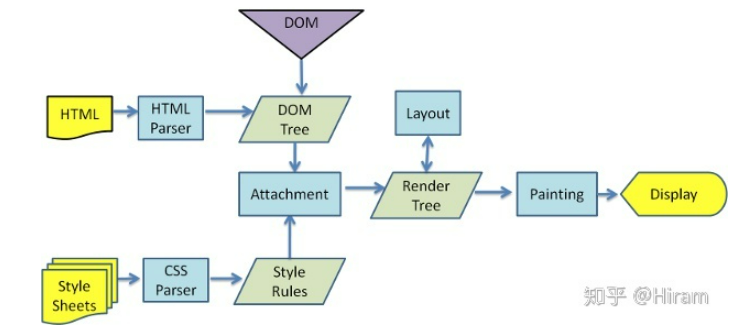 DOM
HTML
HTML
Parser
DOM
Tree
Layout
Attachment
Render
Tree
Painting
Display
Style
Sheets
CSS
Parser
Style
Rules
知乎 @Hiram